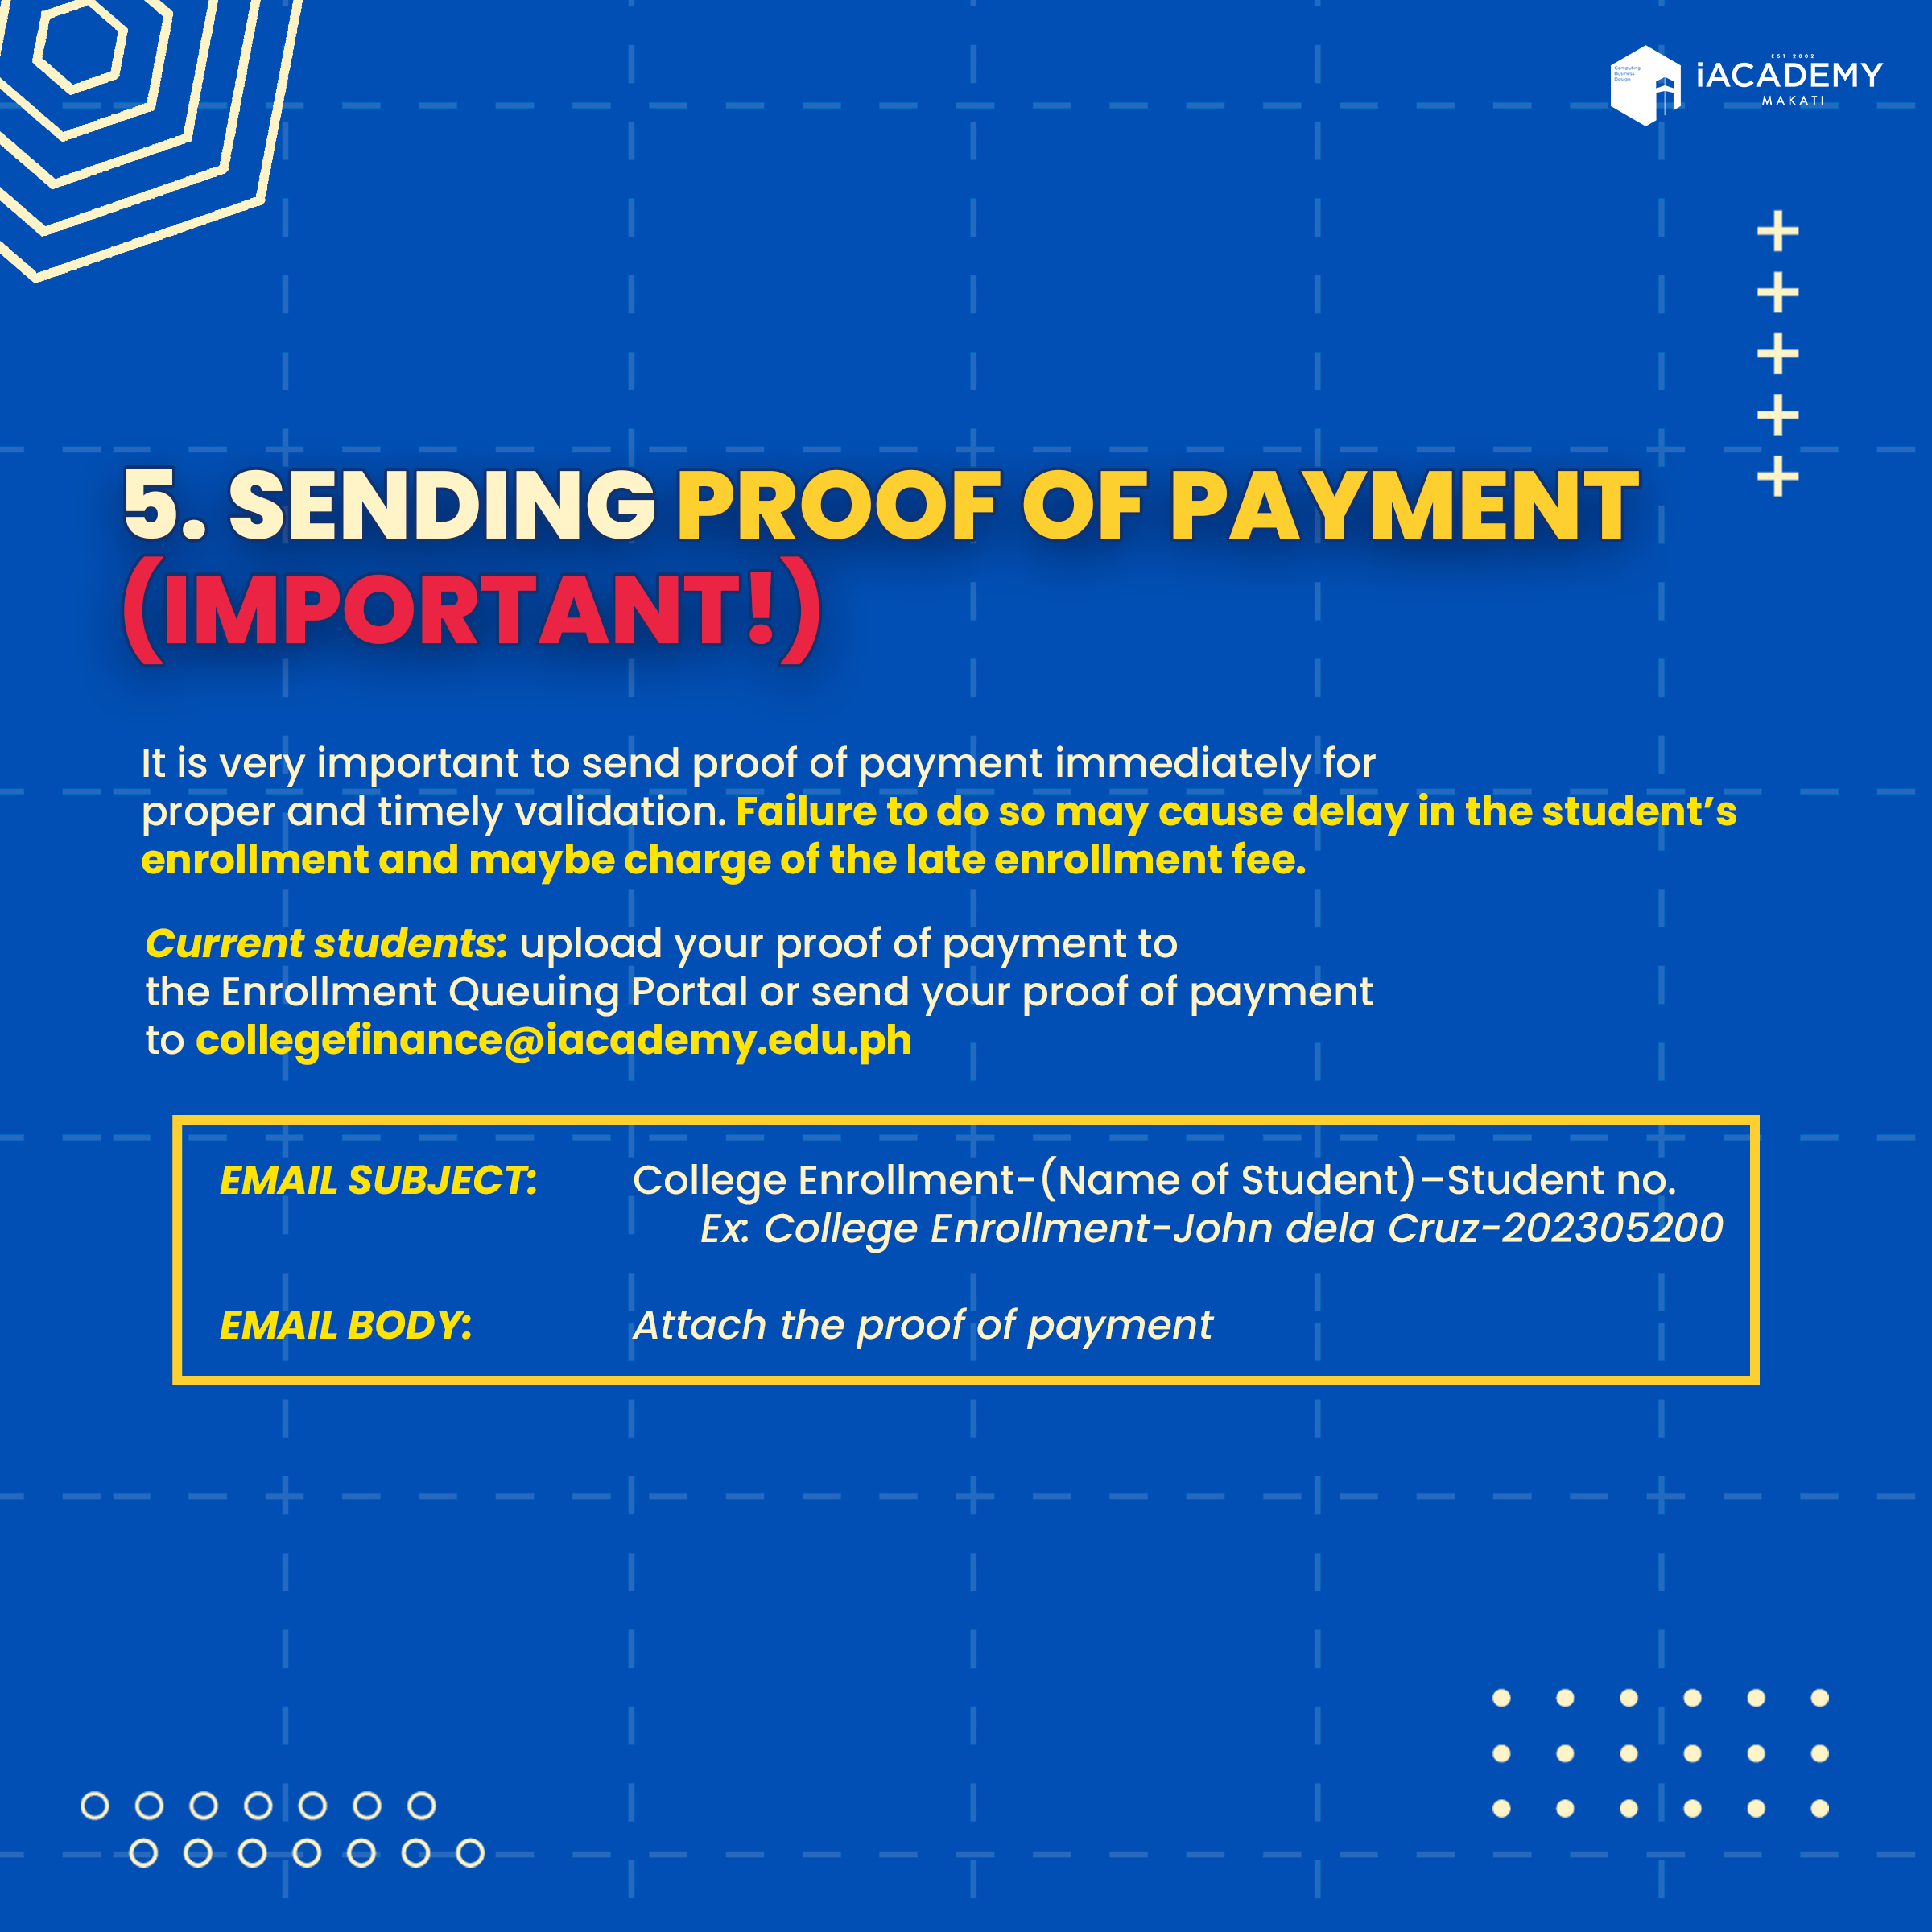 Computing
Business
Design
EST 2002
iACADEMY
MAKATI
5. SENDING PROOF OF PAYMENT
(IMPORTANT!)
It is very important to send proof of payment immediately for
proper and timely validation. Failure to do so may cause delay in the student’s
enrollment and maybe charge of the late enrollment fee.
Current students: upload your proof of payment to
the Enrollment Queuing Portal or send your proof of payment
to collegefinance@iacademy.edu.ph
EMAIL SUBJECT: College Enrollment-(Name of Student)–Student no.
Ex: College Enrollment-John dela Cruz-202305200
EMAIL BODY: Attach the proof of payment